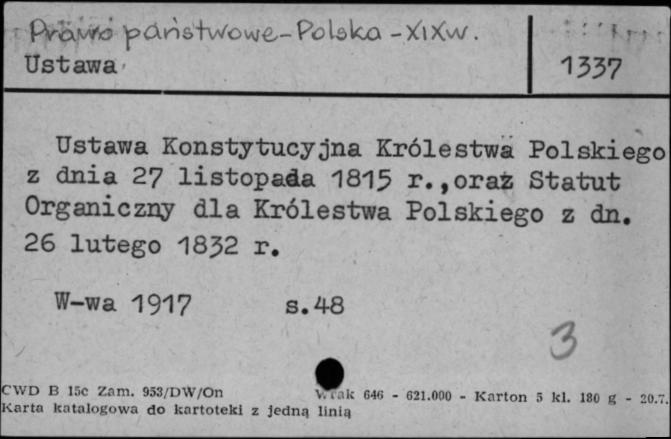 Prawo państwowe - Polska - XIX w.
Ustawa
1337
Ustawa Konstytucyjna Królestwa Polskiego
z dnia 27 listopada 1815 r.,oraz Statut
Organiczny dla Królestwa Polskiego z dn.
26 lutego 1832 r.
W-wa 1917 s.48
3
CWD B 15c Zam. 953/DW/On Wrak 646 - 621.000 - Karton 5 kl. 180 g - 20.7.
Karta katalogowa do kartoteki z jedną linią